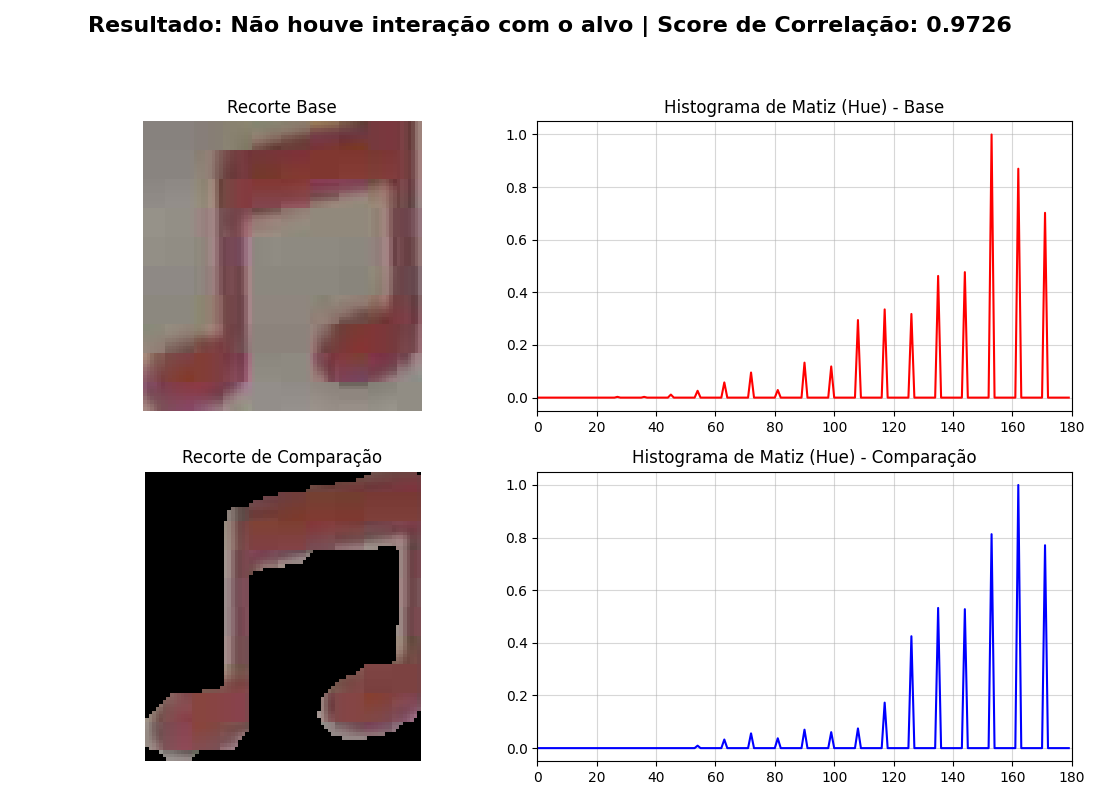 Resultado: Não houve interação com o alvo | Score de Correlação: 0.9726
Recorte Base
Histograma de Matiz (Hue) - Base
1.0
0.8
0.6
0.4
0.2
0.0
0 20 40 60 80 100 120 140 160 180
Recorte de Comparação
Histograma de Matiz (Hue) - Comparação
1.0
0.8
0.6
0.4
0.2
0.0
0 20 40 60 80 100 120 140 160 180